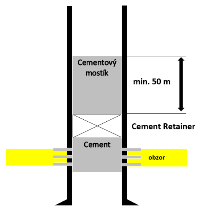 Cementový
mostík
min. 50 m
Cement Retainer
Cement
obzor